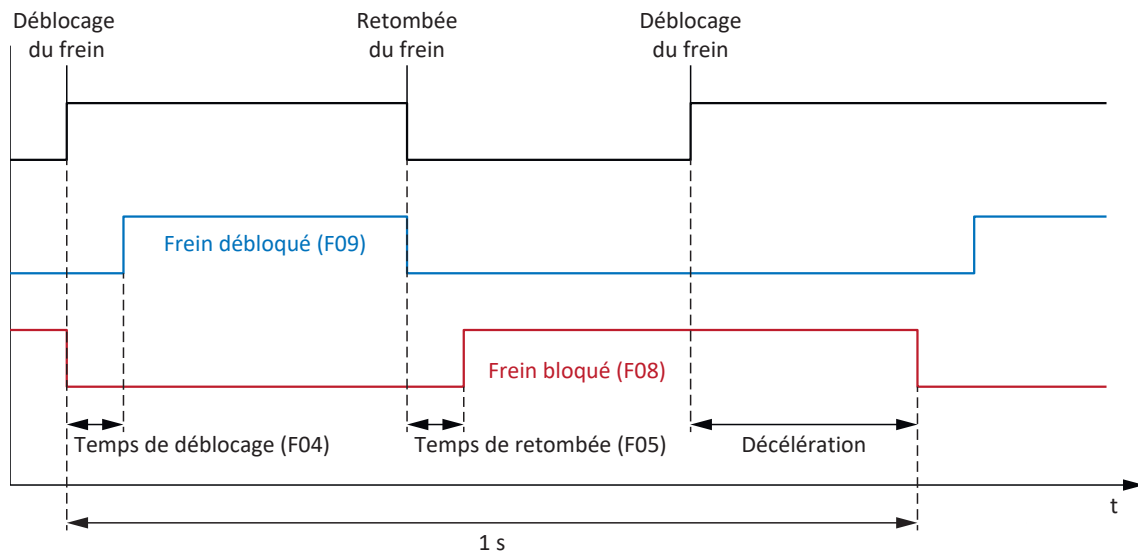 Déblocage
du frein
Retombée
du frein
Déblocage
du frein
Frein débloqué (F09)
Frein bloqué (F08)
Temps de déblocage (F04)
Temps de retombée (F05)
Décélération
t
1 s